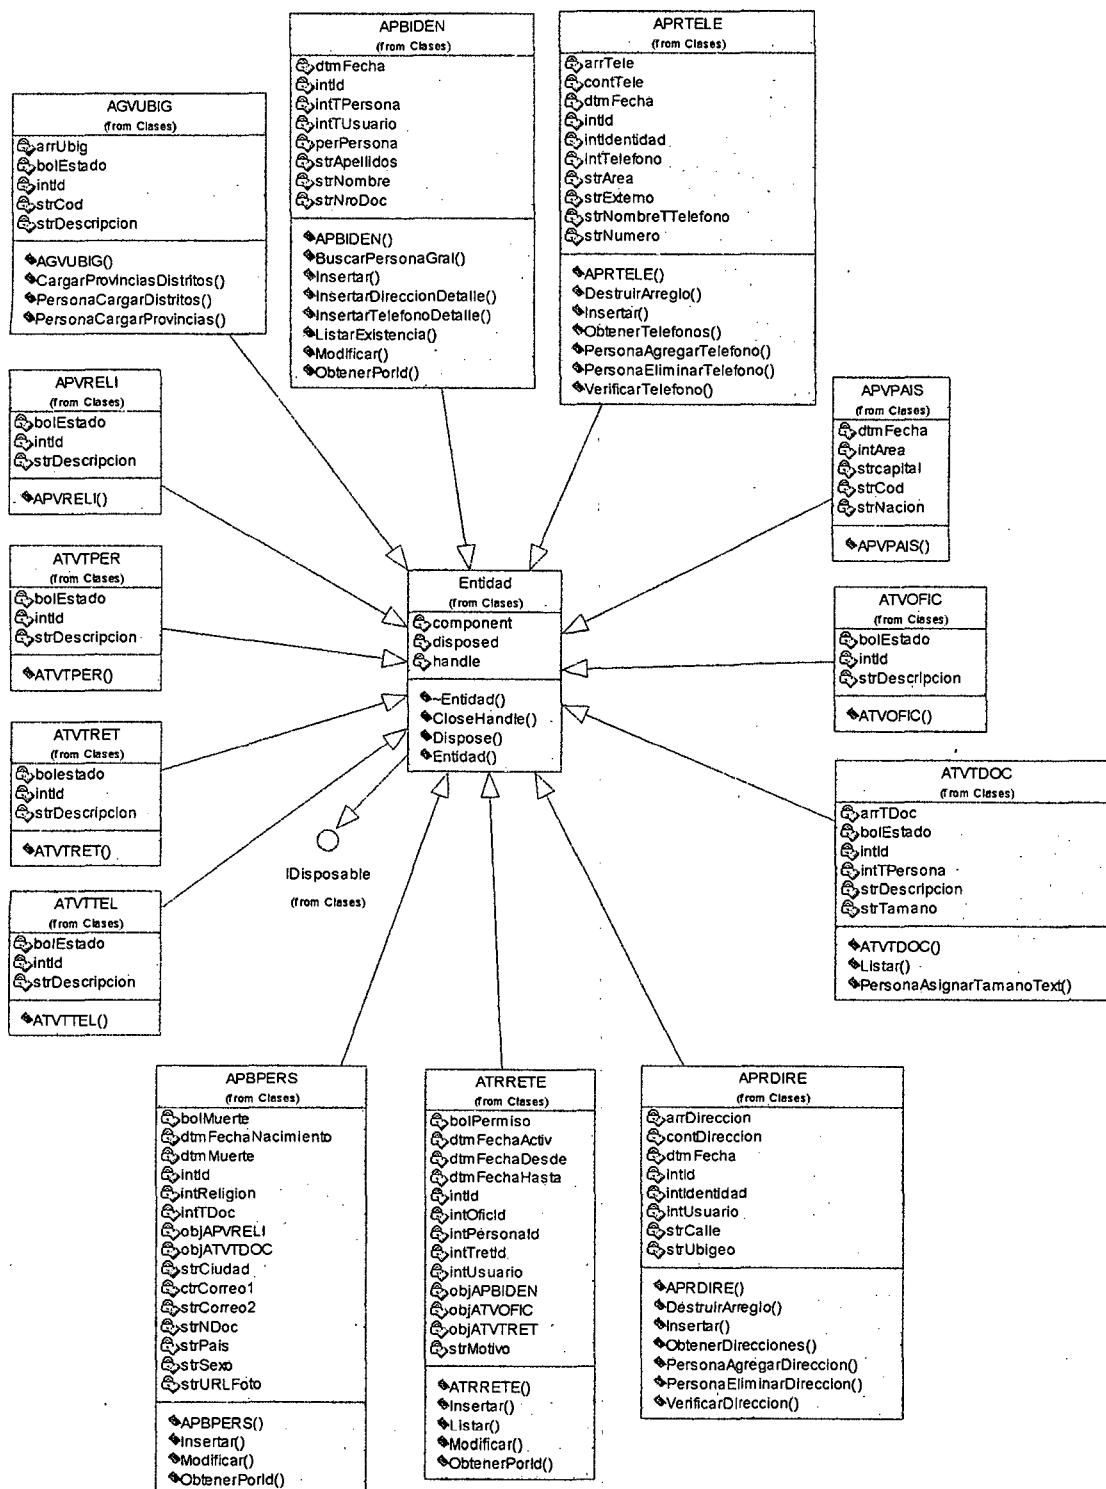 APBIDEN
(from Clases)
dtmFecha
intId
intTPersona
intTUsuario
perPersona
strApellidos
strNombre
strNroDoc
APBIDEN()
BuscarPersonaGral()
Insertar()
InsertarDireccionDetalle()
InsertarTelefonoDetalle()
ListarExistencia()
Modificar()
ObtenerPorId()
APRTELE
(from Clases)
arrTele
contTele
dtmFecha
intId
intIdentidad
intTelefono
strArea
strExterno
strNombreTTelefono
strNumero
APRTELE()
DestruirArreglo()
Insertar()
ObtenerTelefonos()
PersonaAgregarTelefono()
PersonaEliminarTelefono()
VerificarTelefono()
AGVUBIG
(from Clases)
arrUbig
bolEstado
intId
strCod
strDescripcion
AGVUBIG()
CargarProvinciasDistritos()
PersonaCargarDistritos()
PersonaCargarProvincias()
APVRELI
(from Clases)
bolEstado
intId
strDescripcion
APVRELI()
APVPAIS
(from Clases)
dtmFecha
intArea
strcapital
strCod
strNacion
APVPAIS()
ATVTPER
(from Clases)
bolEstado
intId
strDescripcion
ATVTPER()
Entidad
(from Clases)
component
disposed
handle
~Entidad()
CloseHandle()
Dispose()
Entidad()
ATVOFIC
(from Clases)
bolEstado
intId
strDescripcion
ATVOFIC()
ATVTRET
(from Clases)
bolestado
intId
strDescripcion
ATVTRET()
IDisposable
(from Clases)
ATVTDOC
(from Clases)
arrTDoc
bolEstado
intId
intTPersona
strDescripcion
strTamano
ATVTDOC()
Listar()
PersonaAsignarTamanoText()
ATVTTEL
(from Clases)
bolEstado
intId
strDescripcion
ATVTTEL()
APBPERS
(from Clases)
bolMuerte
dtmFechaNacimiento
dtmMuerte
intId
intReligion
intTDoc
objAPVRELI
objATVTDOC
strCiudad
ctrCorreo1
strCorreo2
strNDoc
strPais
strSexo
strURLFoto
APBPERS()
Insertar()
Modificar()
ObtenerPorId()
ATRRETE
(from Clases)
bolPermiso
dtmFechaActiv
dtmFechaDesde
dtmFechaHasta
intId
intOficId
intPersonaId
intTretId
intUsuario
objAPBIDEN
objATVOFIC
objATVTRET
strMotivo
ATRRETE()
Insertar()
Listar()
Modificar()
ObtenerPorId()
APRDIRE
(from Clases)
arrDireccion
contDireccion
dtmFecha
intId
intIdentidad
intUsuario
strCalle
strUbigeo
APRDIRE()
DestruirArreglo()
Insertar()
ObtenerDirecciones()
PersonaAgregarDireccion()
PersonaEliminarDireccion()
VerificarDireccion()